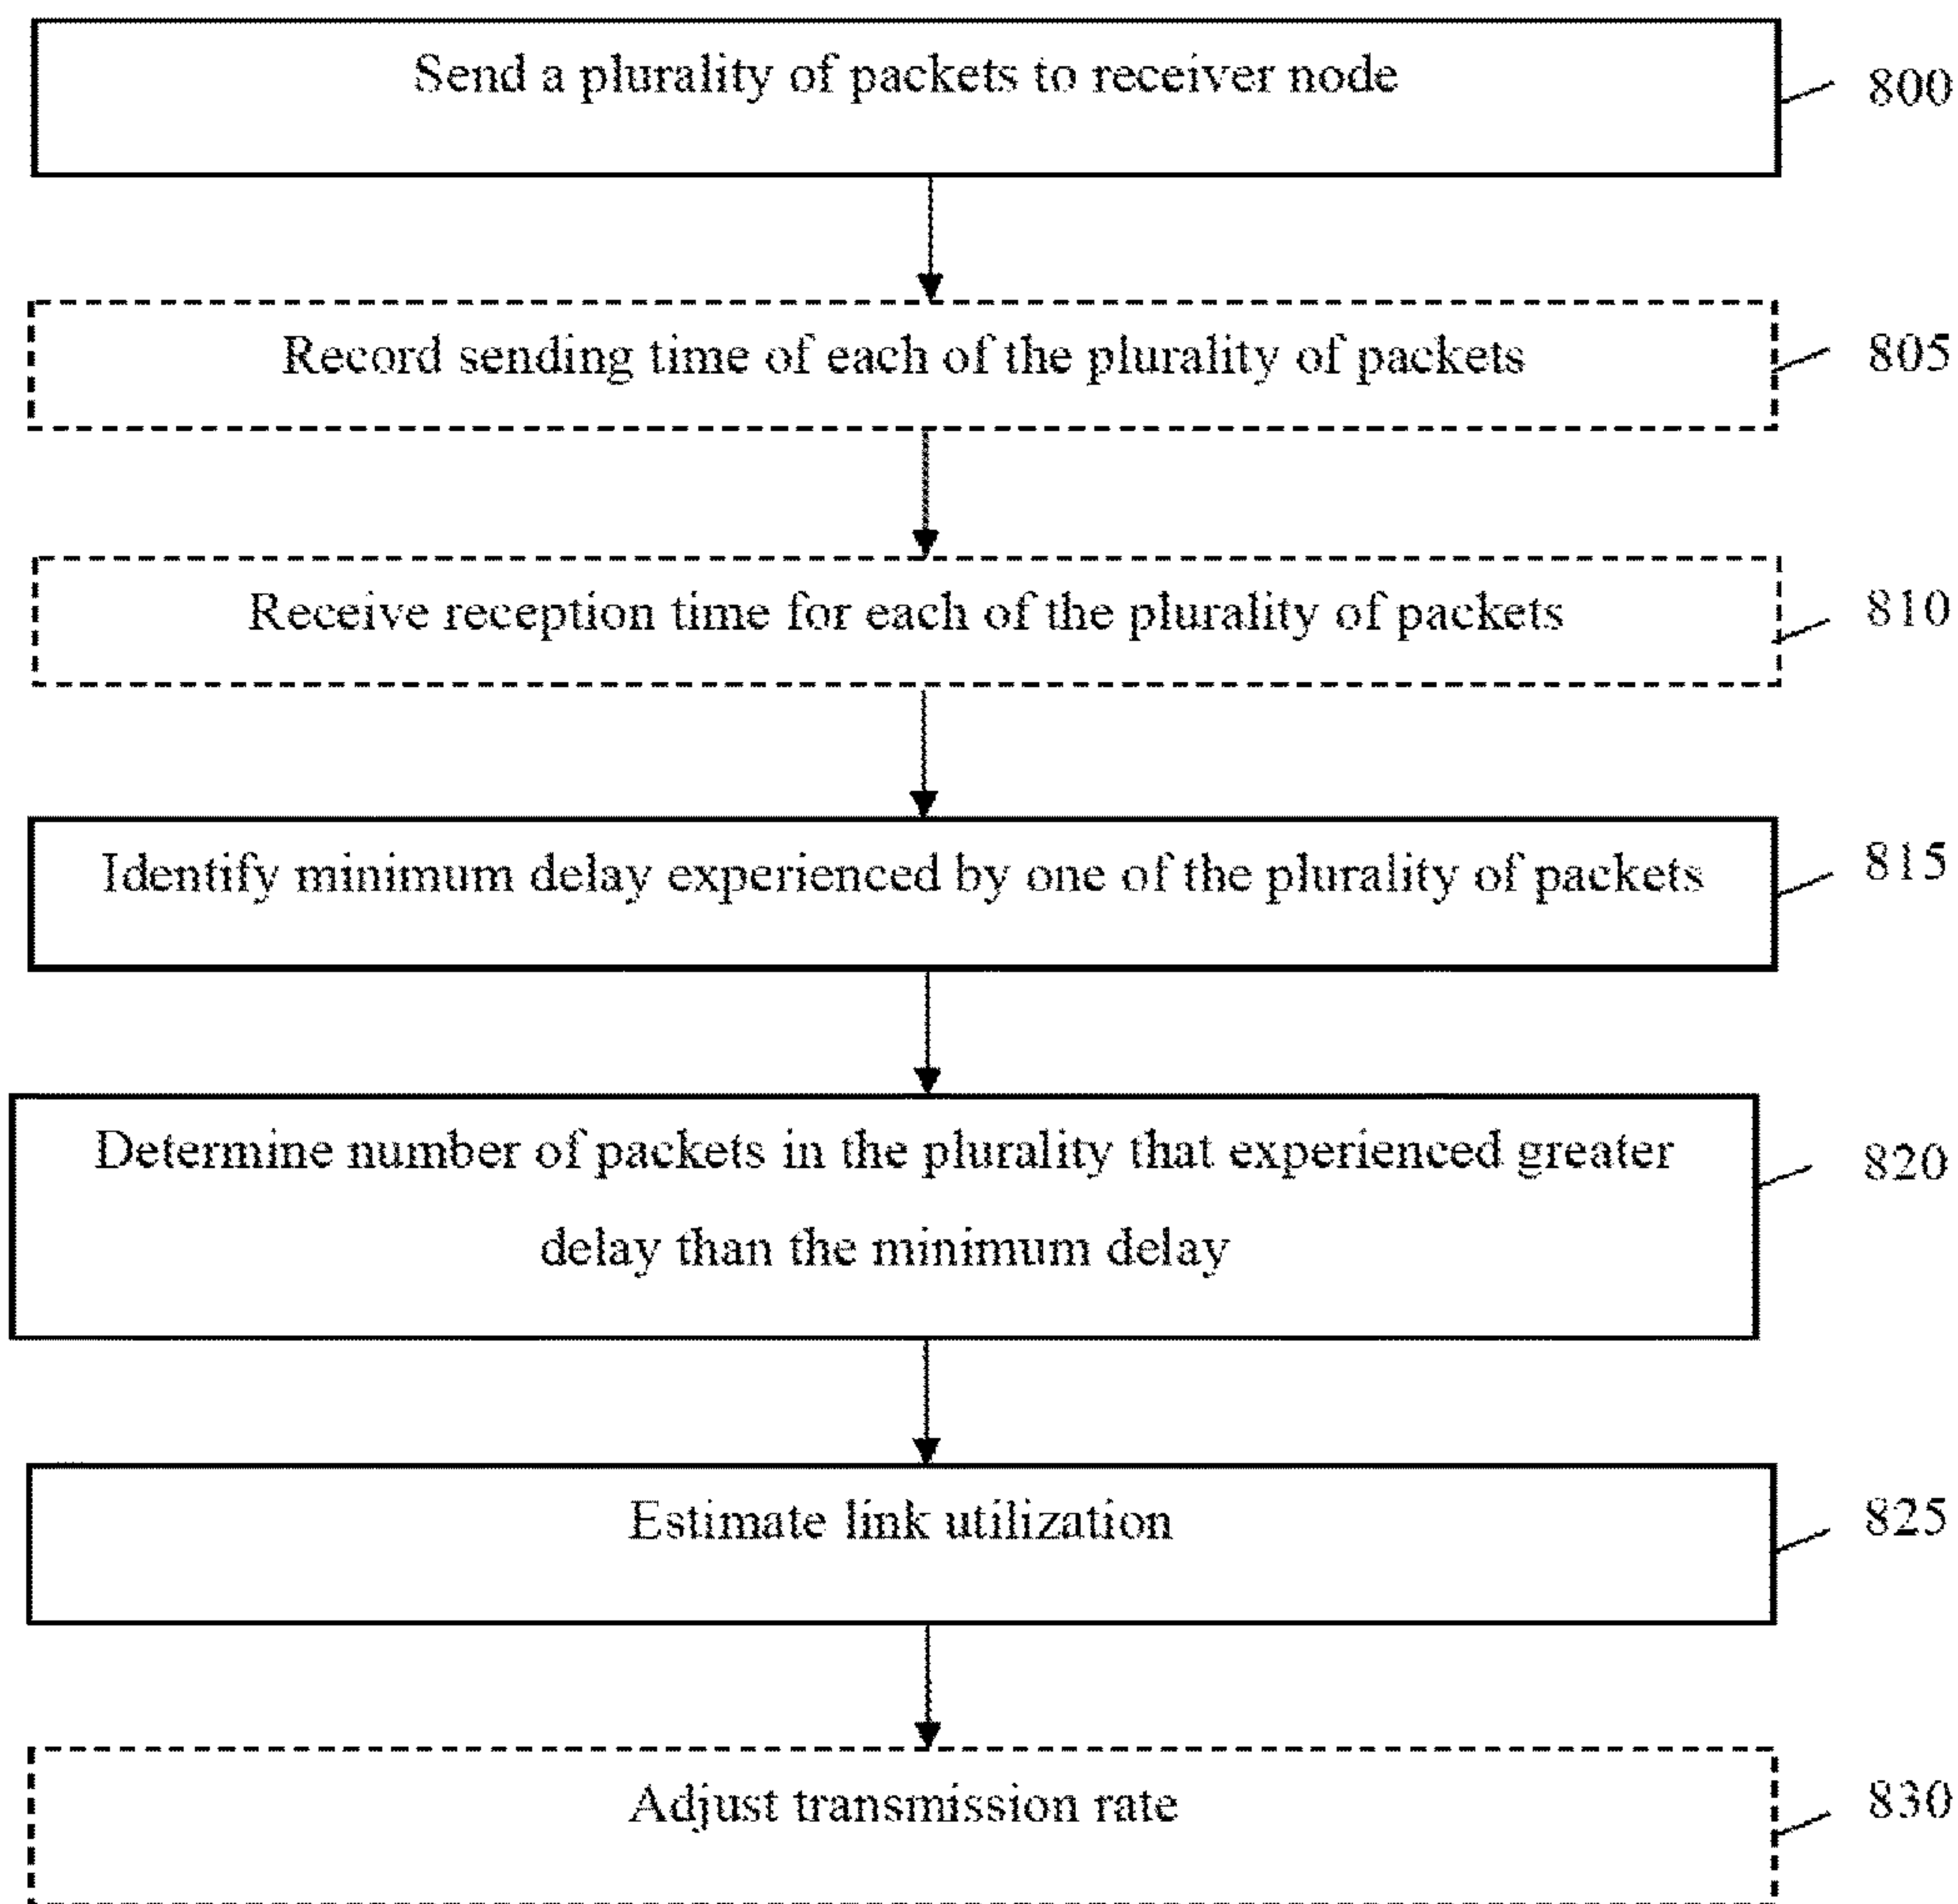 Send a plurality of packets to receiver node
800
Record sending time of each of the plurality of packets
805
Receive reception time for each of the plurality of packets
810
Identify minimum delay experienced by one of the plurality of packets
815
Determine number of packets in the plurality that experienced greater
delay than the minimum delay
820
Estimate link utilization
825
Adjust transmission rate
830